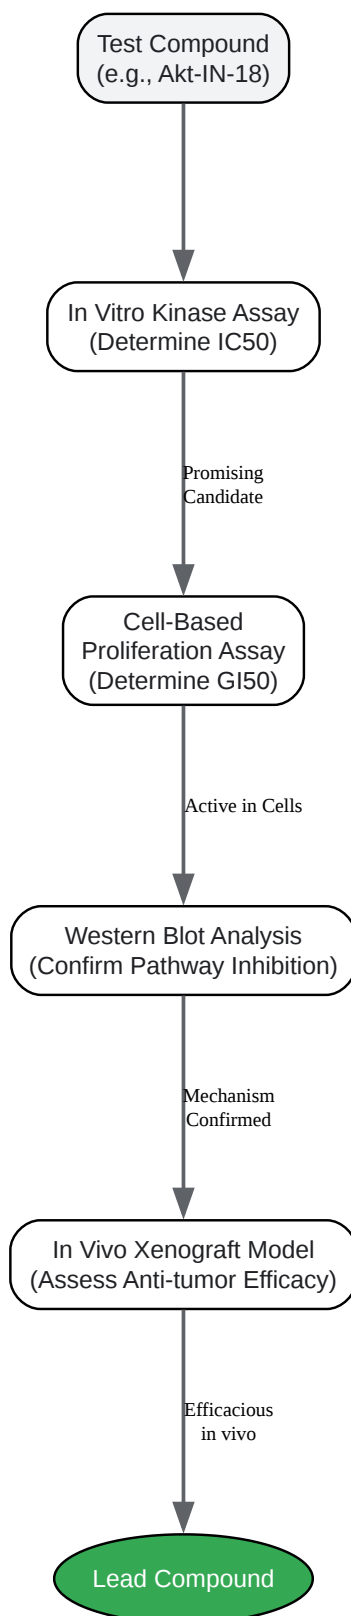 Test Compound
(e.g., Akt-IN-18)
In Vitro Kinase Assay
(Determine IC50)
Promising
Candidate
Cell-Based
Proliferation Assay
(Determine GI50)
Active in Cells
Western Blot Analysis
(Confirm Pathway Inhibition)
Mechanism
Confirmed
In Vivo Xenograft Model
(Assess Anti-tumor Efficacy)
Efficacious
in vivo
Lead Compound